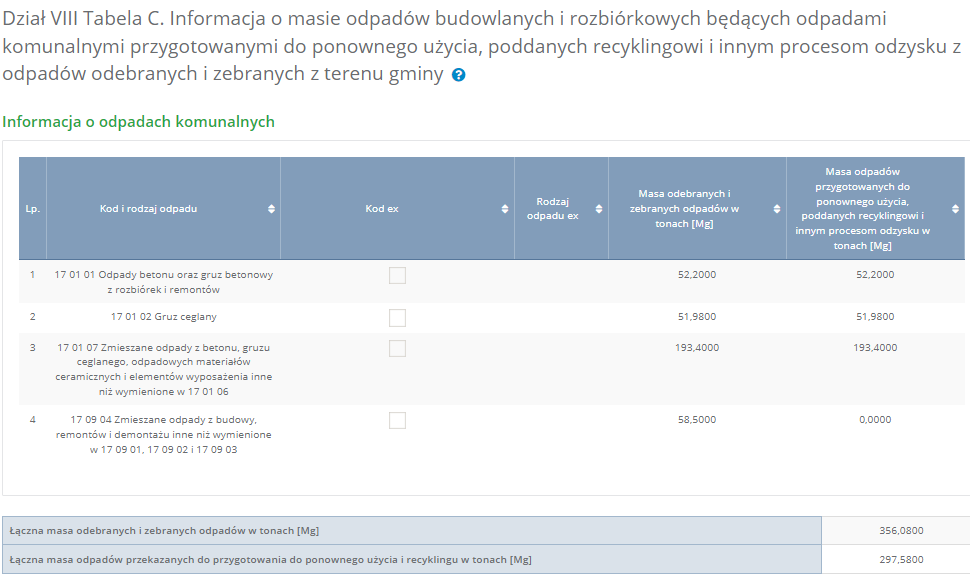 Dział VIII Tabela C. Informacja o masie odpadów budowlanych i rozbiórkowych będących odpadami
komunalnymi przygotowanymi do ponownego użycia, poddanych recyklingowi i innym procesom odzysku z
odpadów odebranych i zebranych z terenu gminy ?
Informacja o odpadach komunalnych
Lp.
Kod i rodzaj odpadu
Kod ex
Rodzaj
odpadu ex
Masa odebranych i
zebranych odpadów w
tonach [Mg]
Masa odpadów
przygotowanych do
ponownego użycia,
poddanych recyklingowi i
innym procesom odzysku w
tonach [Mg]
1 17 01 01 Odpady betonu oraz gruz betonowy 52,2000 52,2000
z rozbiórek i remontów
2 17 01 02 Gruz ceglany 51,9800 51,9800
3 17 01 07 Zmieszane odpady z betonu, gruzu 193,4000 193,4000
ceglanego, odpadowych materiałów
ceramicznych i elementów wyposażenia inne
niż wymienione w 17 01 06
4 17 09 04 Zmieszane odpady z budowy, 58,5000 0,0000
remontów i demontażu inne niż wymienione
w 17 09 01, 17 09 02 i 17 09 03
Łączna masa odebranych i zebranych odpadów w tonach [Mg] 356,0800
Łączna masa odpadów przekazanych do przygotowania do ponownego użycia i recyklingu w tonach [Mg] 297,5800